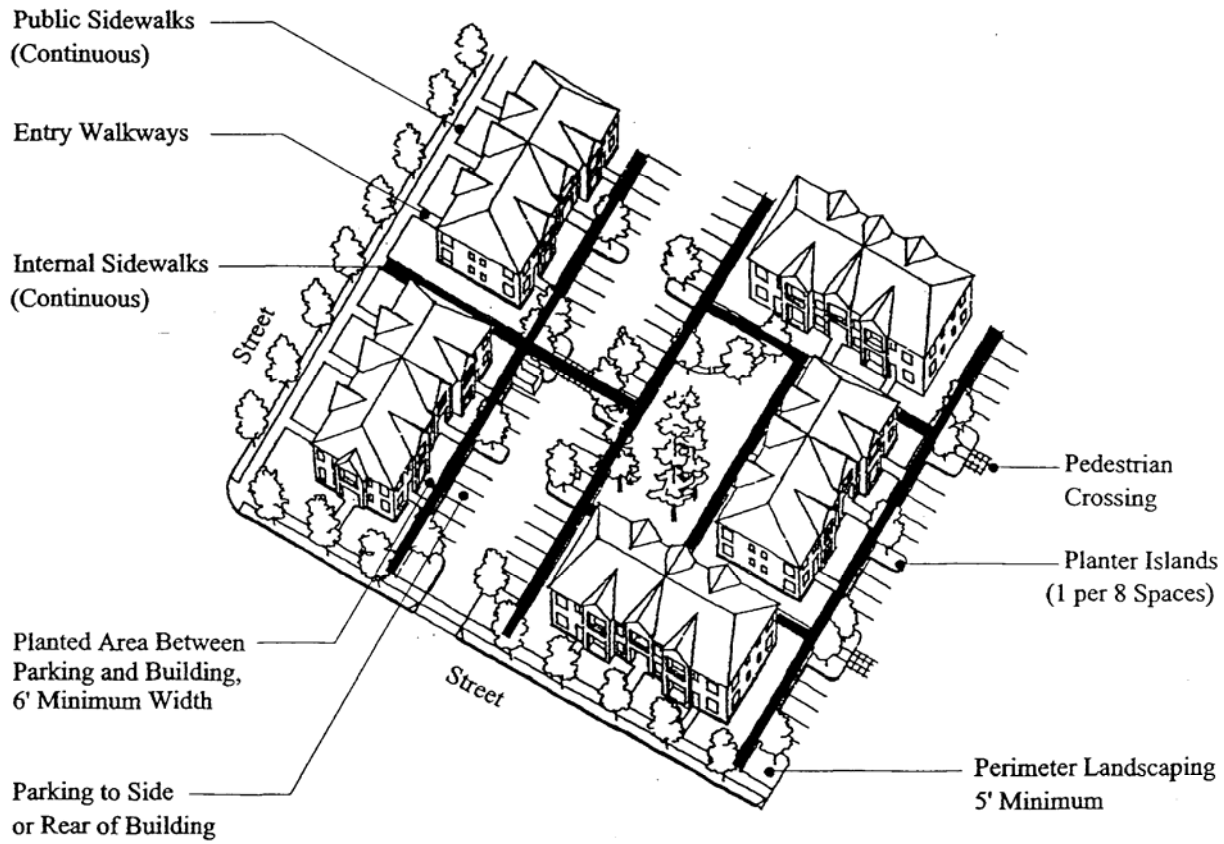 Public Sidewalks
(Continuous)
Entry Walkways
Internal Sidewalks
(Continuous)
Street
Pedestrian
Crossing
Planter Islands
(1 per 8 Spaces)
Planted Area Between
Parking and Building,
6' Minimum Width
Street
Perimeter Landscaping
5' Minimum
Parking to Side
or Rear of Building